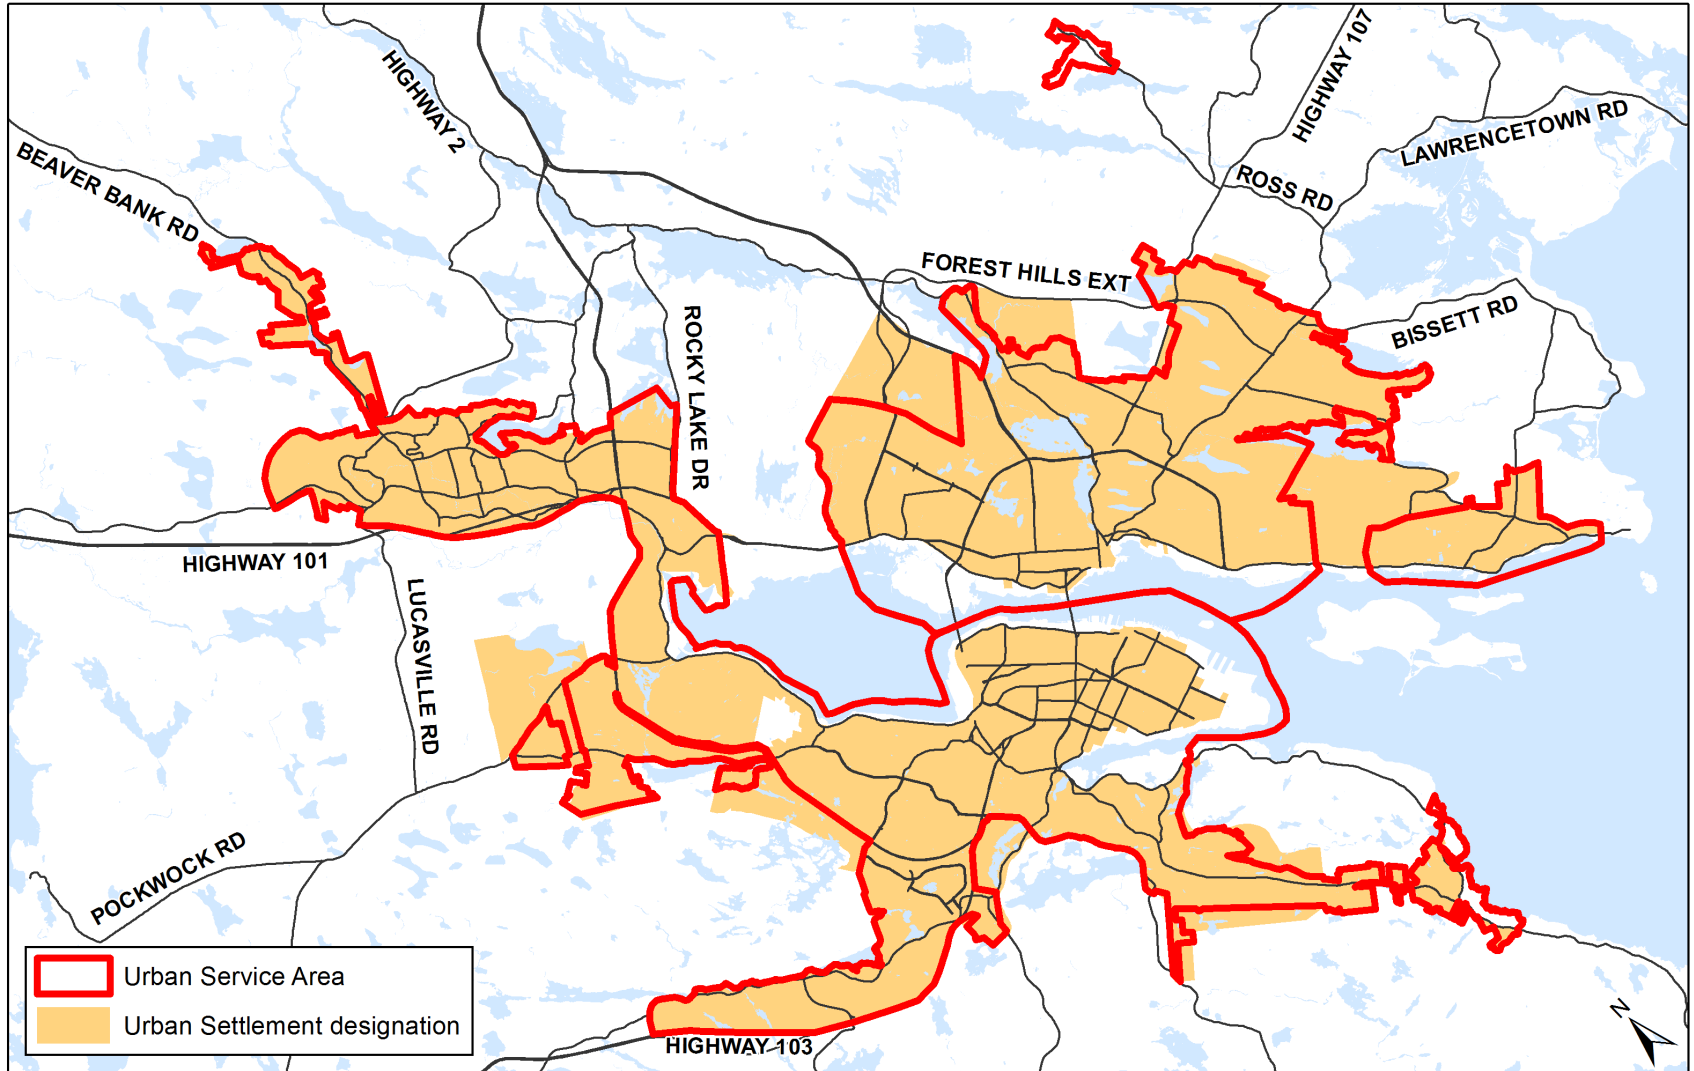 HIGHWAY 107
HIGHWAY 2
LAWRENCETOWN RD
BEAVER BANK RD
ROSS RD
FOREST HILLS EXT
BISSETT RD
ROCKY LAKE DR
HIGHWAY 101
LUCASVILLE RD
POCKWOCK RD
HIGHWAY 103
Urban Service Area
Urban Settlement designation
N